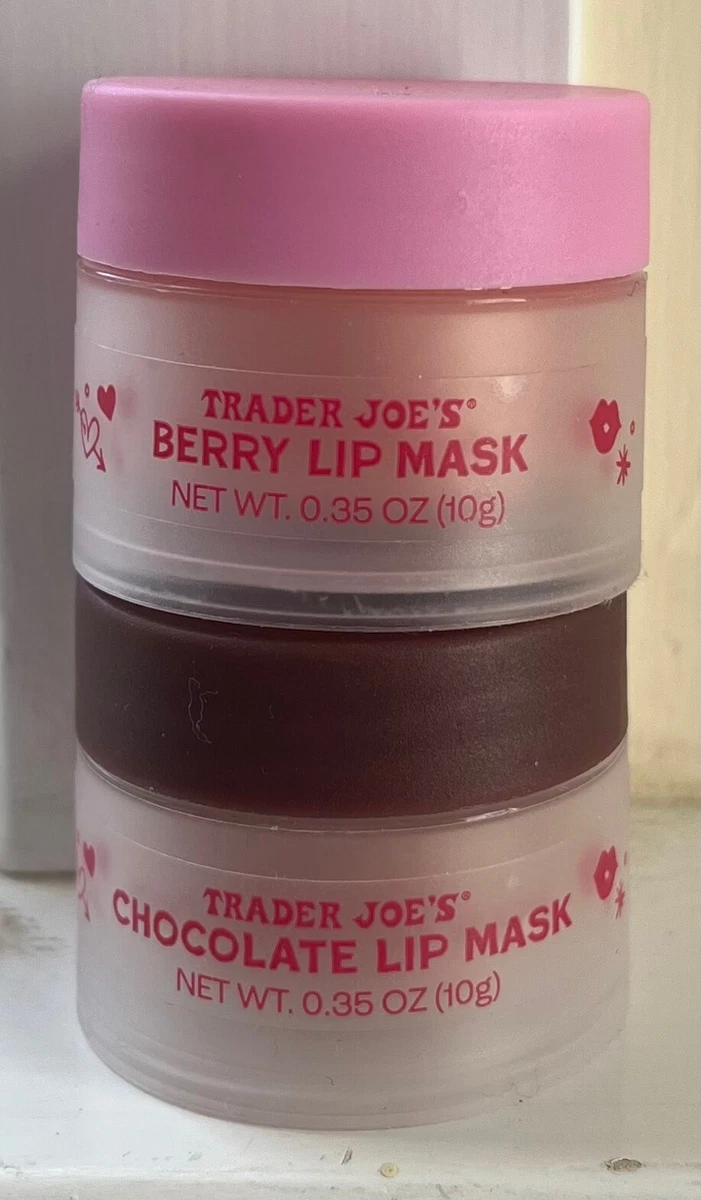 TRADER JOE'S®
BERRY LIP MASK
NET WT. 0.35 OZ (10g)
TRADER JOE'S®
CHOCOLATE LIP MASK
NET WT. 0.35 OZ (10g)